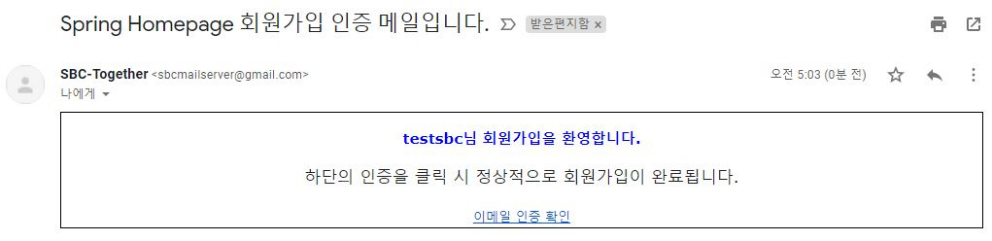 Spring Homepage 회원가입 인증 메일입니다. 받은편지함 ×
SBC-Together <sbcmailserver@gmail.com> 오전 5:03 (0분 전)
나에게
testsbc님 회원가입을 환영합니다.
하단의 인증을 클릭 시 정상적으로 회원가입이 완료됩니다.
이메일 인증 확인